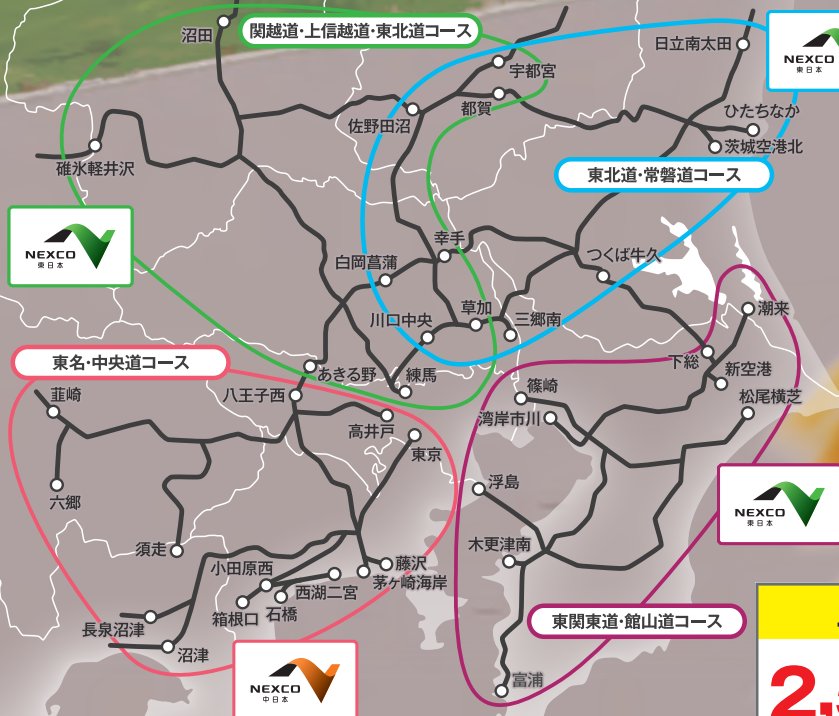 沼田
関越道・上信越道・東北道コース
日立南太田
NEXCO
東日本
宇都宮
都賀
ひたちなか
佐野田沼
茨城空港北
碓氷軽井沢
東北道・常磐道コース
NEXCO
東日本
幸手
つくば牛久
白岡菖蒲
川口中央
草加
三郷南
潮来
東名・中央道コース
あきる野
練馬
下総
新空港
韮崎
八王子西
篠崎
松尾横芝
高井戸
湾岸市川
東京
六郷
浮島
NEXCO
東日本
須走
木更津南
小田原西
藤沢
西湖二宮
茅ヶ崎海岸
箱根口
石橋
長泉沼津
東関東道・館山道コース
沼津
NEXCO
中日本
富浦